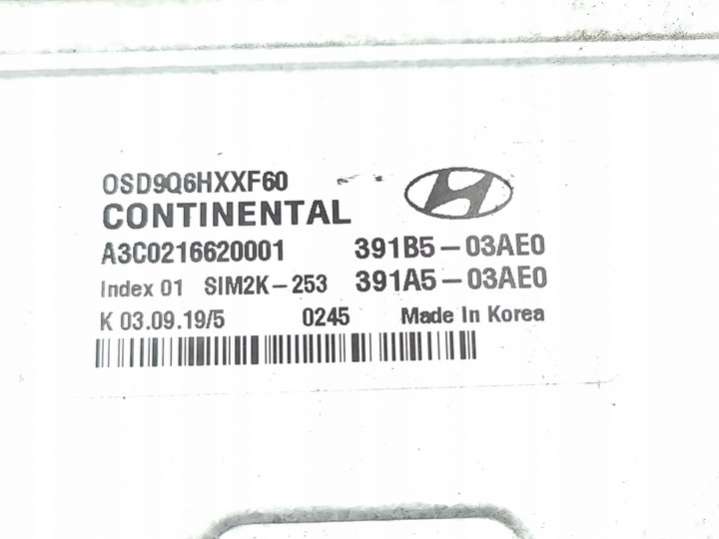 OSD9Q6HXXF60
CONTINENTAL
A3C0216620001 391B5-03AE0
Index 01 SIM2K-253 391A5-03AE0
K 03.09.19/5 0245 Made In Korea